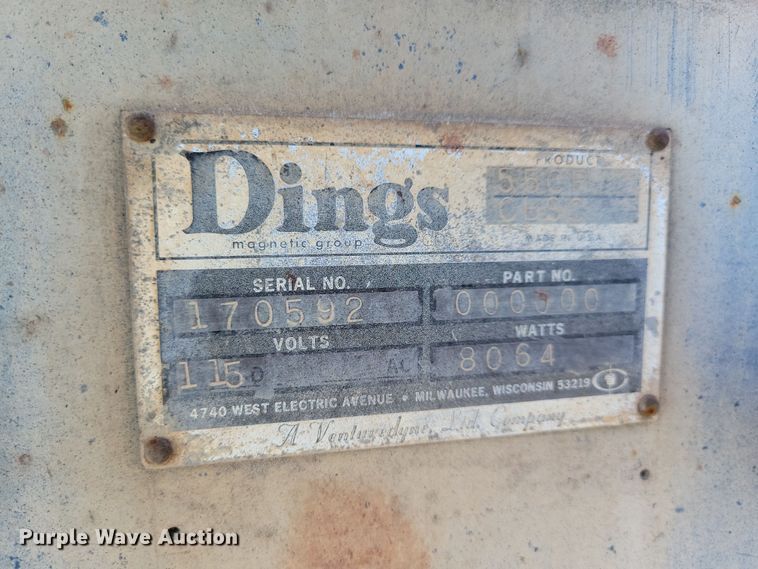 Dings
magnetic group
PRODUCT
MADE IN U.S.A.
SERIAL NO. PART NO.
170592 000000
VOLTS WATTS
115 AC 8064
4740 WEST ELECTRIC AVENUE • MILWAUKEE, WISCONSIN 53219
A Venturedyne, Ltd. Company
Purple Wave Auction